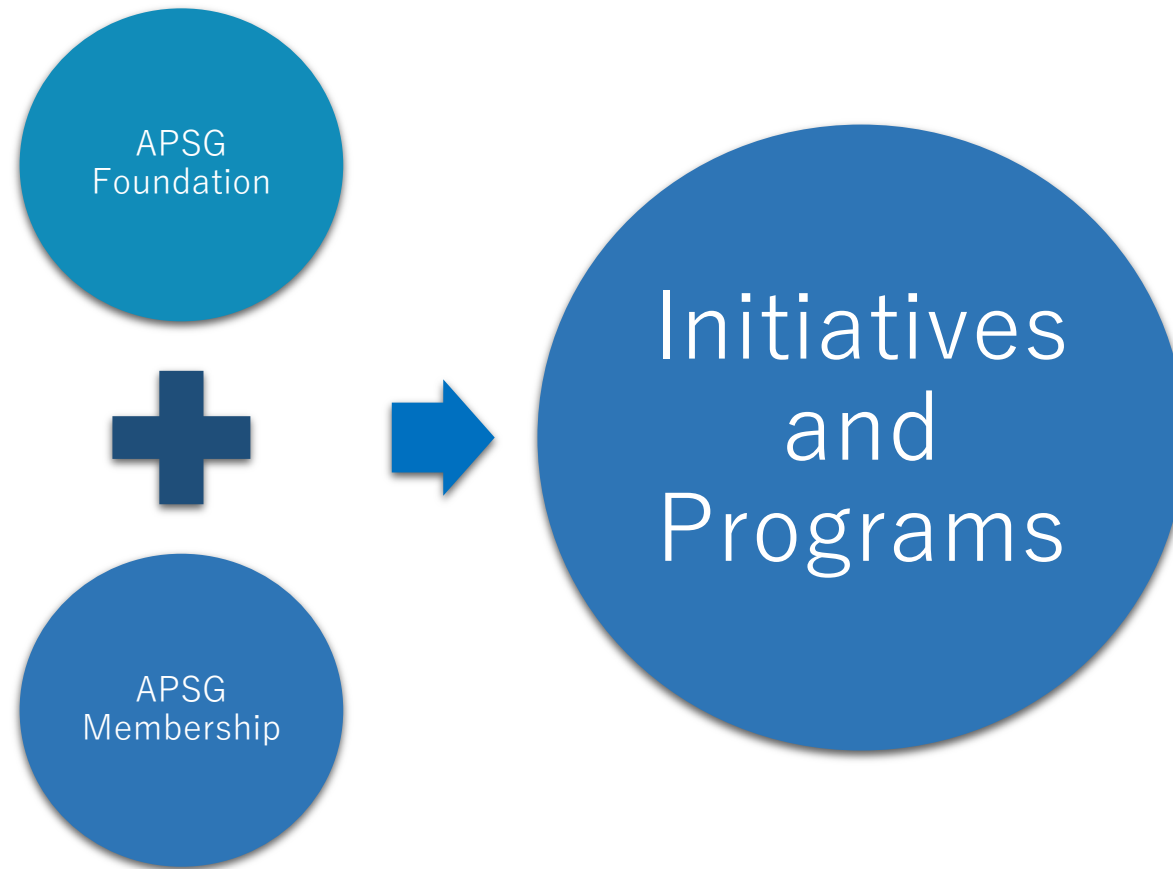 APSG
Foundation
APSG
Membership
Initiatives
and
Programs